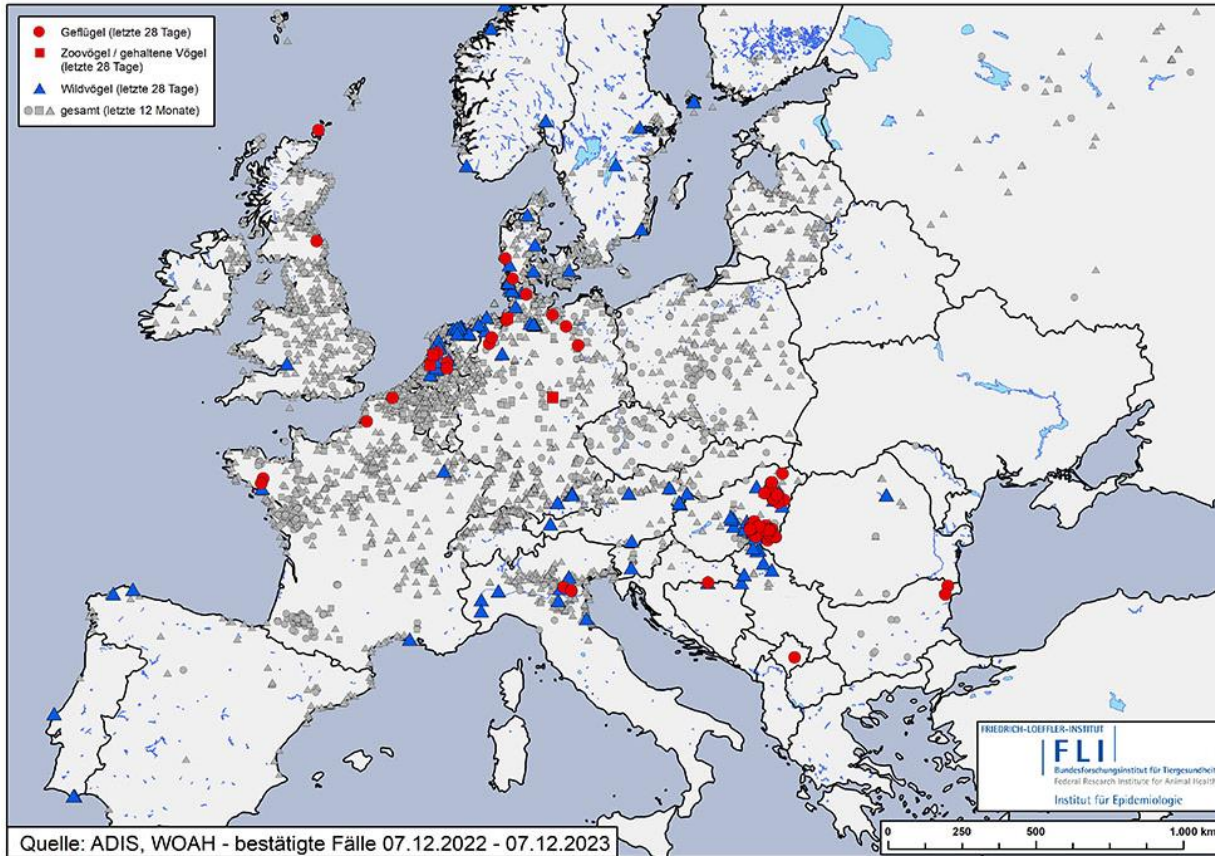 Geflügel (letzte 28 Tage)
Zoovögel / gehaltene Vögel
(letzte 28 Tage)
Wildvögel (letzte 28 Tage)
gesamt (letzte 12 Monate)
FRIEDRICH-LOEFFLER-INSTITUT
FLI
Bundesforschungsinstitut für Tiergesundheit
Federal Research Institute for Animal Health
Institut für Epidemiologie
Quelle: ADIS, WOAH - bestätigte Fälle 07.12.2022 - 07.12.2023
0 250 500 1.000 km